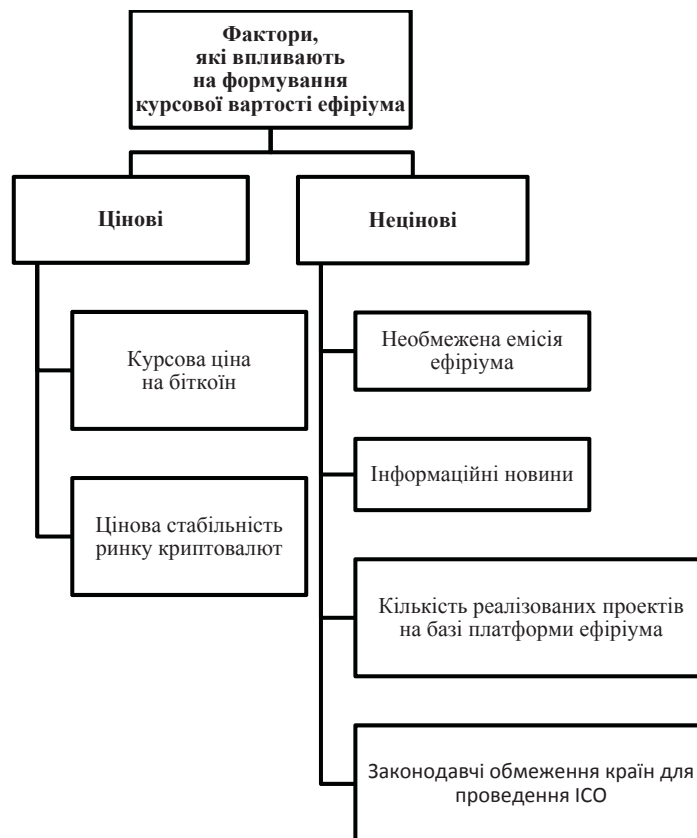 Фактори,
які впливають
на формування
курсової вартості ефіріума
Цінові
Курсова ціна
на біткоїн
Цінова стабільність
ринку криптовалют
Нецінові
Необмежена емісія
ефіріума
Інформаційні новини
Кількість реалізованих проектів
на базі платформи ефіріума
Законодавчі обмеження країн для
проведення ICO